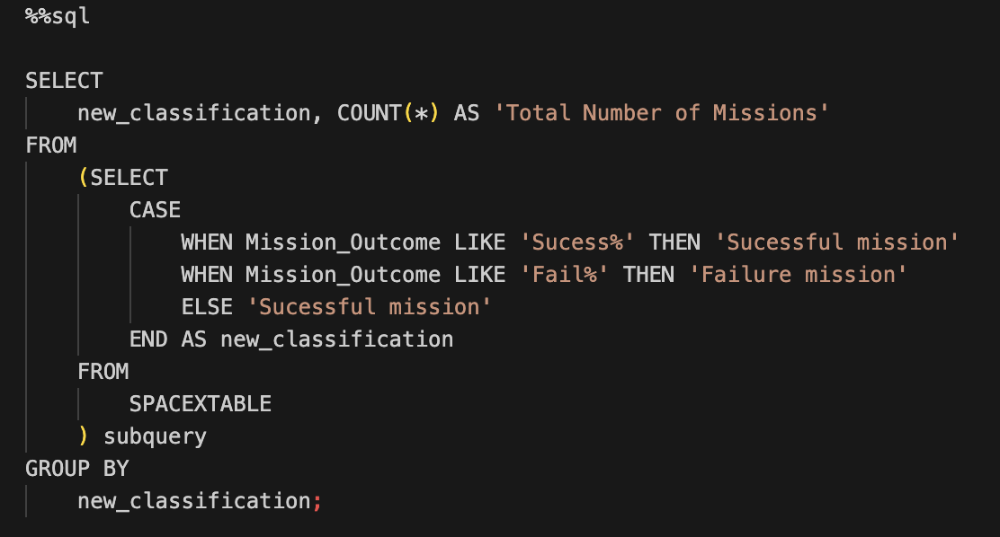 %%sql
SELECT
new_classification, COUNT(*) AS 'Total Number of Missions'
FROM
(SELECT
CASE
WHEN Mission_Outcome LIKE 'Sucess%' THEN 'Sucessful mission'
WHEN Mission_Outcome LIKE 'Fail%' THEN 'Failure mission'
ELSE 'Sucessful mission'
END AS new_classification
FROM
SPACEXTABLE
) subquery
GROUP BY
new_classification;